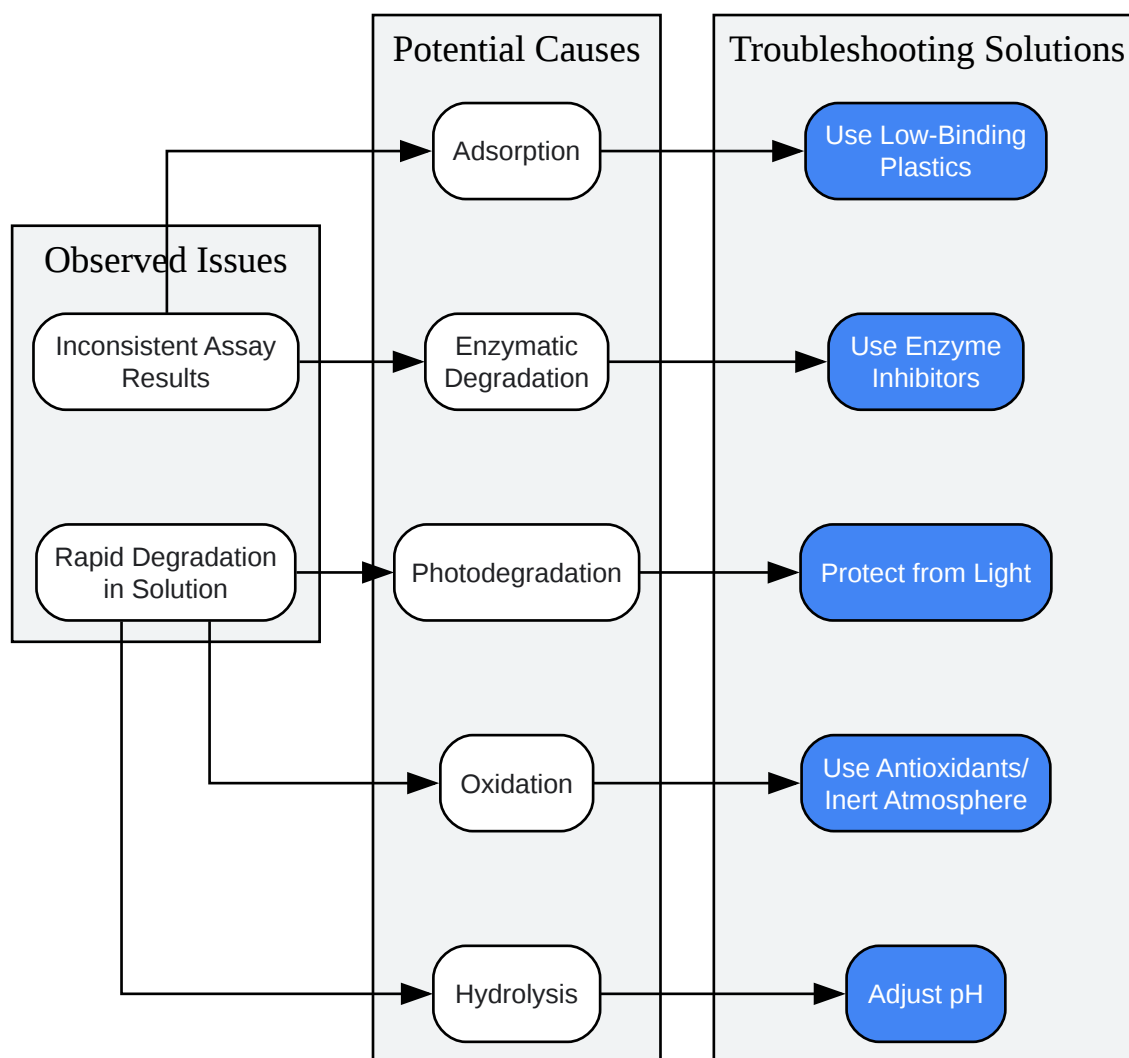 Potential Causes
Troubleshooting Solutions
Observed Issues
Adsorption
Use Low-Binding
Plastics
Inconsistent Assay
Results
Enzymatic
Degradation
Use Enzyme
Inhibitors
Rapid Degradation
in Solution
Photodegradation
Protect from Light
Oxidation
Use Antioxidants/
Inert Atmosphere
Hydrolysis
Adjust pH